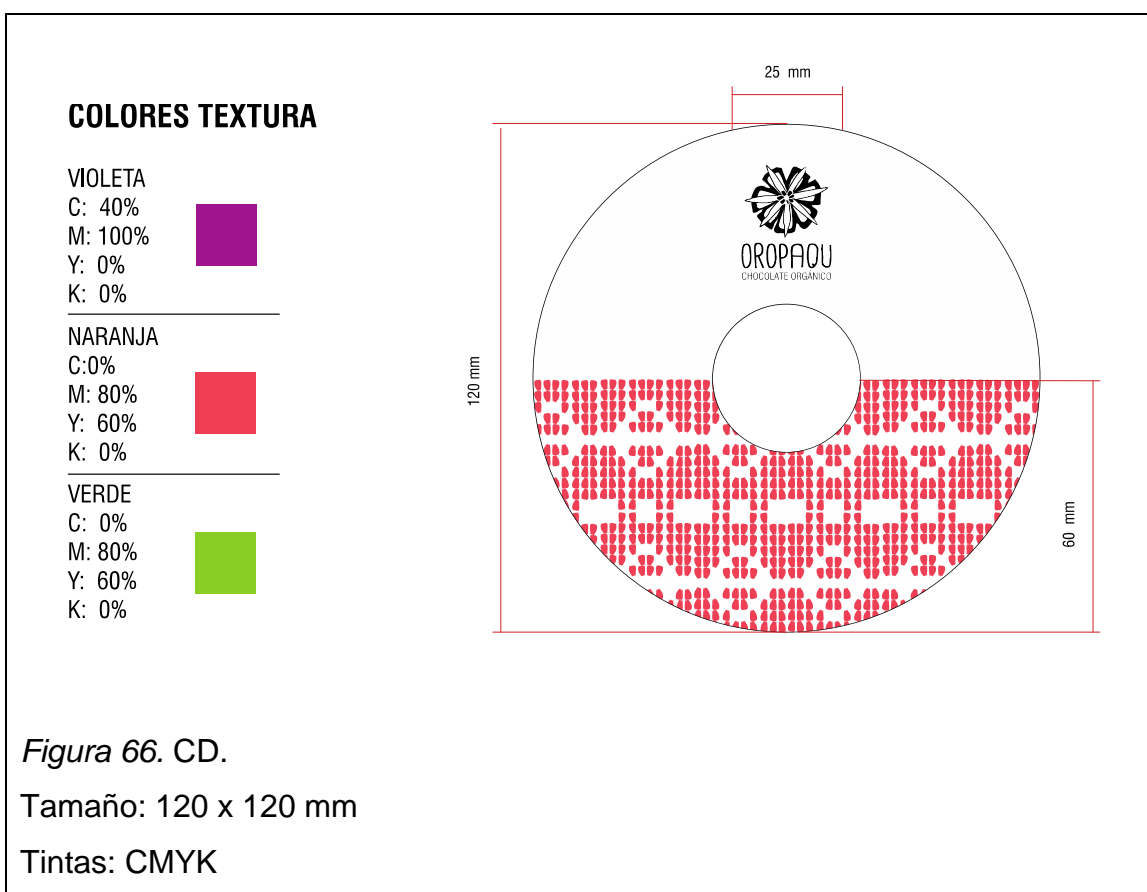 COLORES TEXTURA
VIOLETA
C: 40%
M: 100%
Y: 0%
K: 0%
NARANJA
C:0%
M: 80%
Y: 60%
K: 0%
VERDE
C: 0%
M: 80%
Y: 60%
K: 0%
25 mm
OROPAQU
CHOCOLATE ORGÁNICO
120 mm
60 mm
Figura 66. CD.
Tamaño: 120 x 120 mm
Tintas: CMYK